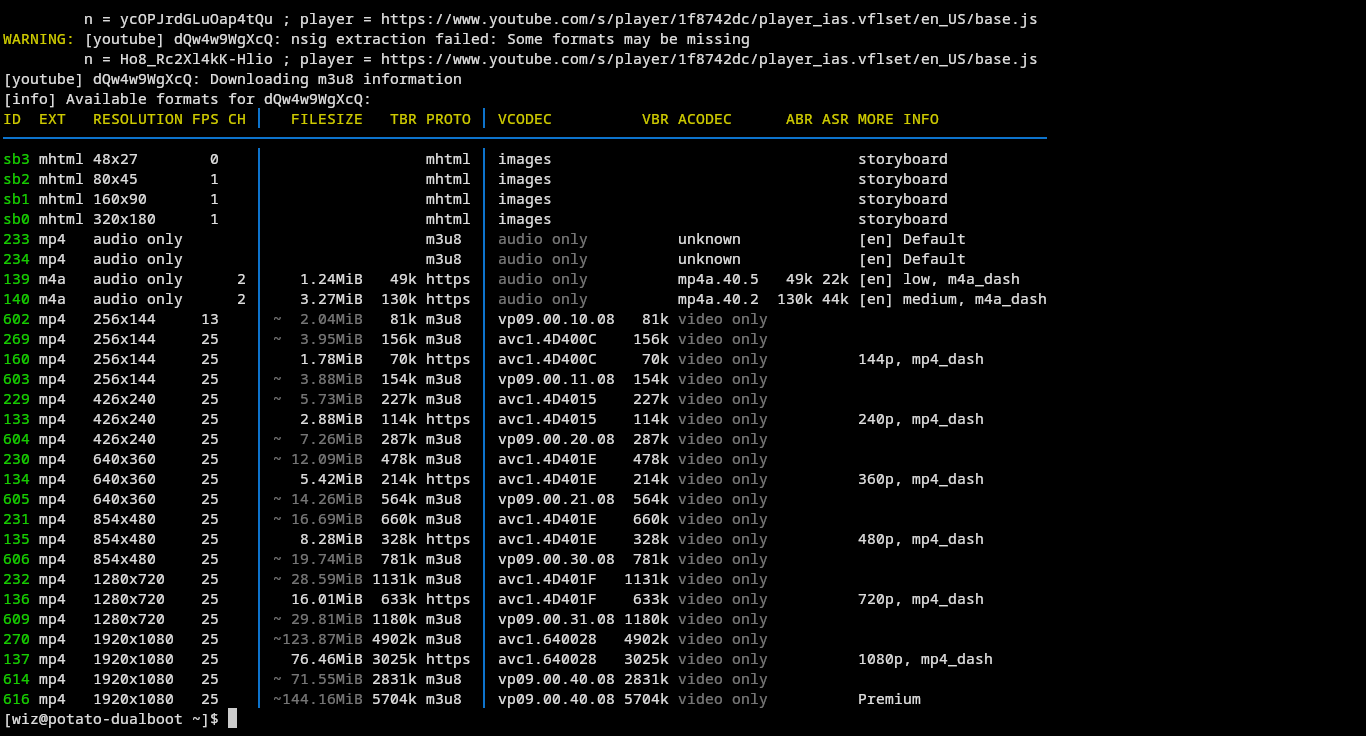 n = ycOPJrdGLuOap4tQu ; player = https://www.youtube.com/s/player/1f8742dc/player_ias.vflset/en_US/base.js
WARNING: [youtube] dQw4w9WgXcQ: nsig extraction failed: Some formats may be missing
n = Ho8_Rc2Xl4kK-Hlio ; player = https://www.youtube.com/s/player/1f8742dc/player_ias.vflset/en_US/base.js
[youtube] dQw4w9WgXcQ: Downloading m3u8 information
[info] Available formats for dQw4w9WgXcQ:
ID EXT RESOLUTION FPS CH │ FILESIZE TBR PROTO │ VCODEC VBR ACODEC ABR ASR MORE INFO
sb3 mhtml 48x27 0 │ mhtml │ images storyboard
sb2 mhtml 80x45 1 │ mhtml │ images storyboard
sb1 mhtml 160x90 1 │ mhtml │ images storyboard
sb0 mhtml 320x180 1 │ mhtml │ images storyboard
233 mp4 audio only │ m3u8 │ audio only unknown [en] Default
234 mp4 audio only │ m3u8 │ audio only unknown [en] Default
139 m4a audio only 2 │ 1.24MiB 49k https │ audio only mp4a.40.5 49k 22k [en] low, m4a_dash
140 m4a audio only 2 │ 3.27MiB 130k https │ audio only mp4a.40.2 130k 44k [en] medium, m4a_dash
602 mp4 256x144 13 │ ~ 2.04MiB 81k m3u8 │ vp09.00.10.08 81k video only
269 mp4 256x144 25 │ ~ 3.95MiB 156k m3u8 │ avc1.4D400C 156k video only
160 mp4 256x144 25 │ 1.78MiB 70k https │ avc1.4D400C 70k video only 144p, mp4_dash
603 mp4 256x144 25 │ ~ 3.88MiB 154k m3u8 │ vp09.00.11.08 154k video only
229 mp4 426x240 25 │ ~ 5.73MiB 227k m3u8 │ avc1.4D4015 227k video only
133 mp4 426x240 25 │ 2.88MiB 114k https │ avc1.4D4015 114k video only 240p, mp4_dash
604 mp4 426x240 25 │ ~ 7.26MiB 287k m3u8 │ vp09.00.20.08 287k video only
230 mp4 640x360 25 │ ~ 12.09MiB 478k m3u8 │ avc1.4D401E 478k video only
134 mp4 640x360 25 │ 5.42MiB 214k https │ avc1.4D401E 214k video only 360p, mp4_dash
605 mp4 640x360 25 │ ~ 14.26MiB 564k m3u8 │ vp09.00.21.08 564k video only
231 mp4 854x480 25 │ ~ 16.69MiB 660k m3u8 │ avc1.4D401E 660k video only
135 mp4 854x480 25 │ 8.28MiB 328k https │ avc1.4D401E 328k video only 480p, mp4_dash
606 mp4 854x480 25 │ ~ 19.74MiB 781k m3u8 │ vp09.00.30.08 781k video only
232 mp4 1280x720 25 │ ~ 28.59MiB 1131k m3u8 │ avc1.4D401F 1131k video only
136 mp4 1280x720 25 │ 16.01MiB 633k https │ avc1.4D401F 633k video only 720p, mp4_dash
609 mp4 1280x720 25 │ ~ 29.81MiB 1180k m3u8 │ vp09.00.31.08 1180k video only
270 mp4 1920x1080 25 │ ~123.87MiB 4902k m3u8 │ avc1.640028 4902k video only
137 mp4 1920x1080 25 │ 76.46MiB 3025k https │ avc1.640028 3025k video only 1080p, mp4_dash
614 mp4 1920x1080 25 │ ~ 71.55MiB 2831k m3u8 │ vp09.00.40.08 2831k video only
616 mp4 1920x1080 25 │ ~144.16MiB 5704k m3u8 │ vp09.00.40.08 5704k video only Premium
[wiz@potato-dualboot ~]$